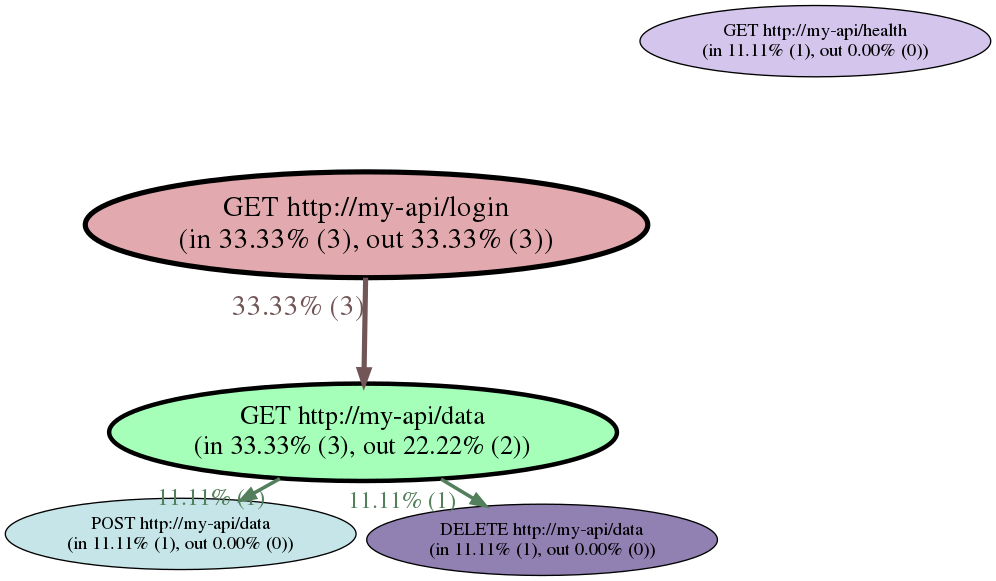 GET http://my-api/health
(in 11.11% (1), out 0.00% (0))
GET http://my-api/login
(in 33.33% (3), out 33.33% (3))
33.33% (3)
GET http://my-api/data
(in 33.33% (3), out 22.22% (2))
11.11% (1)
11.11% (1)
POST http://my-api/data
(in 11.11% (1), out 0.00% (0))
DELETE http://my-api/data
(in 11.11% (1), out 0.00% (0))